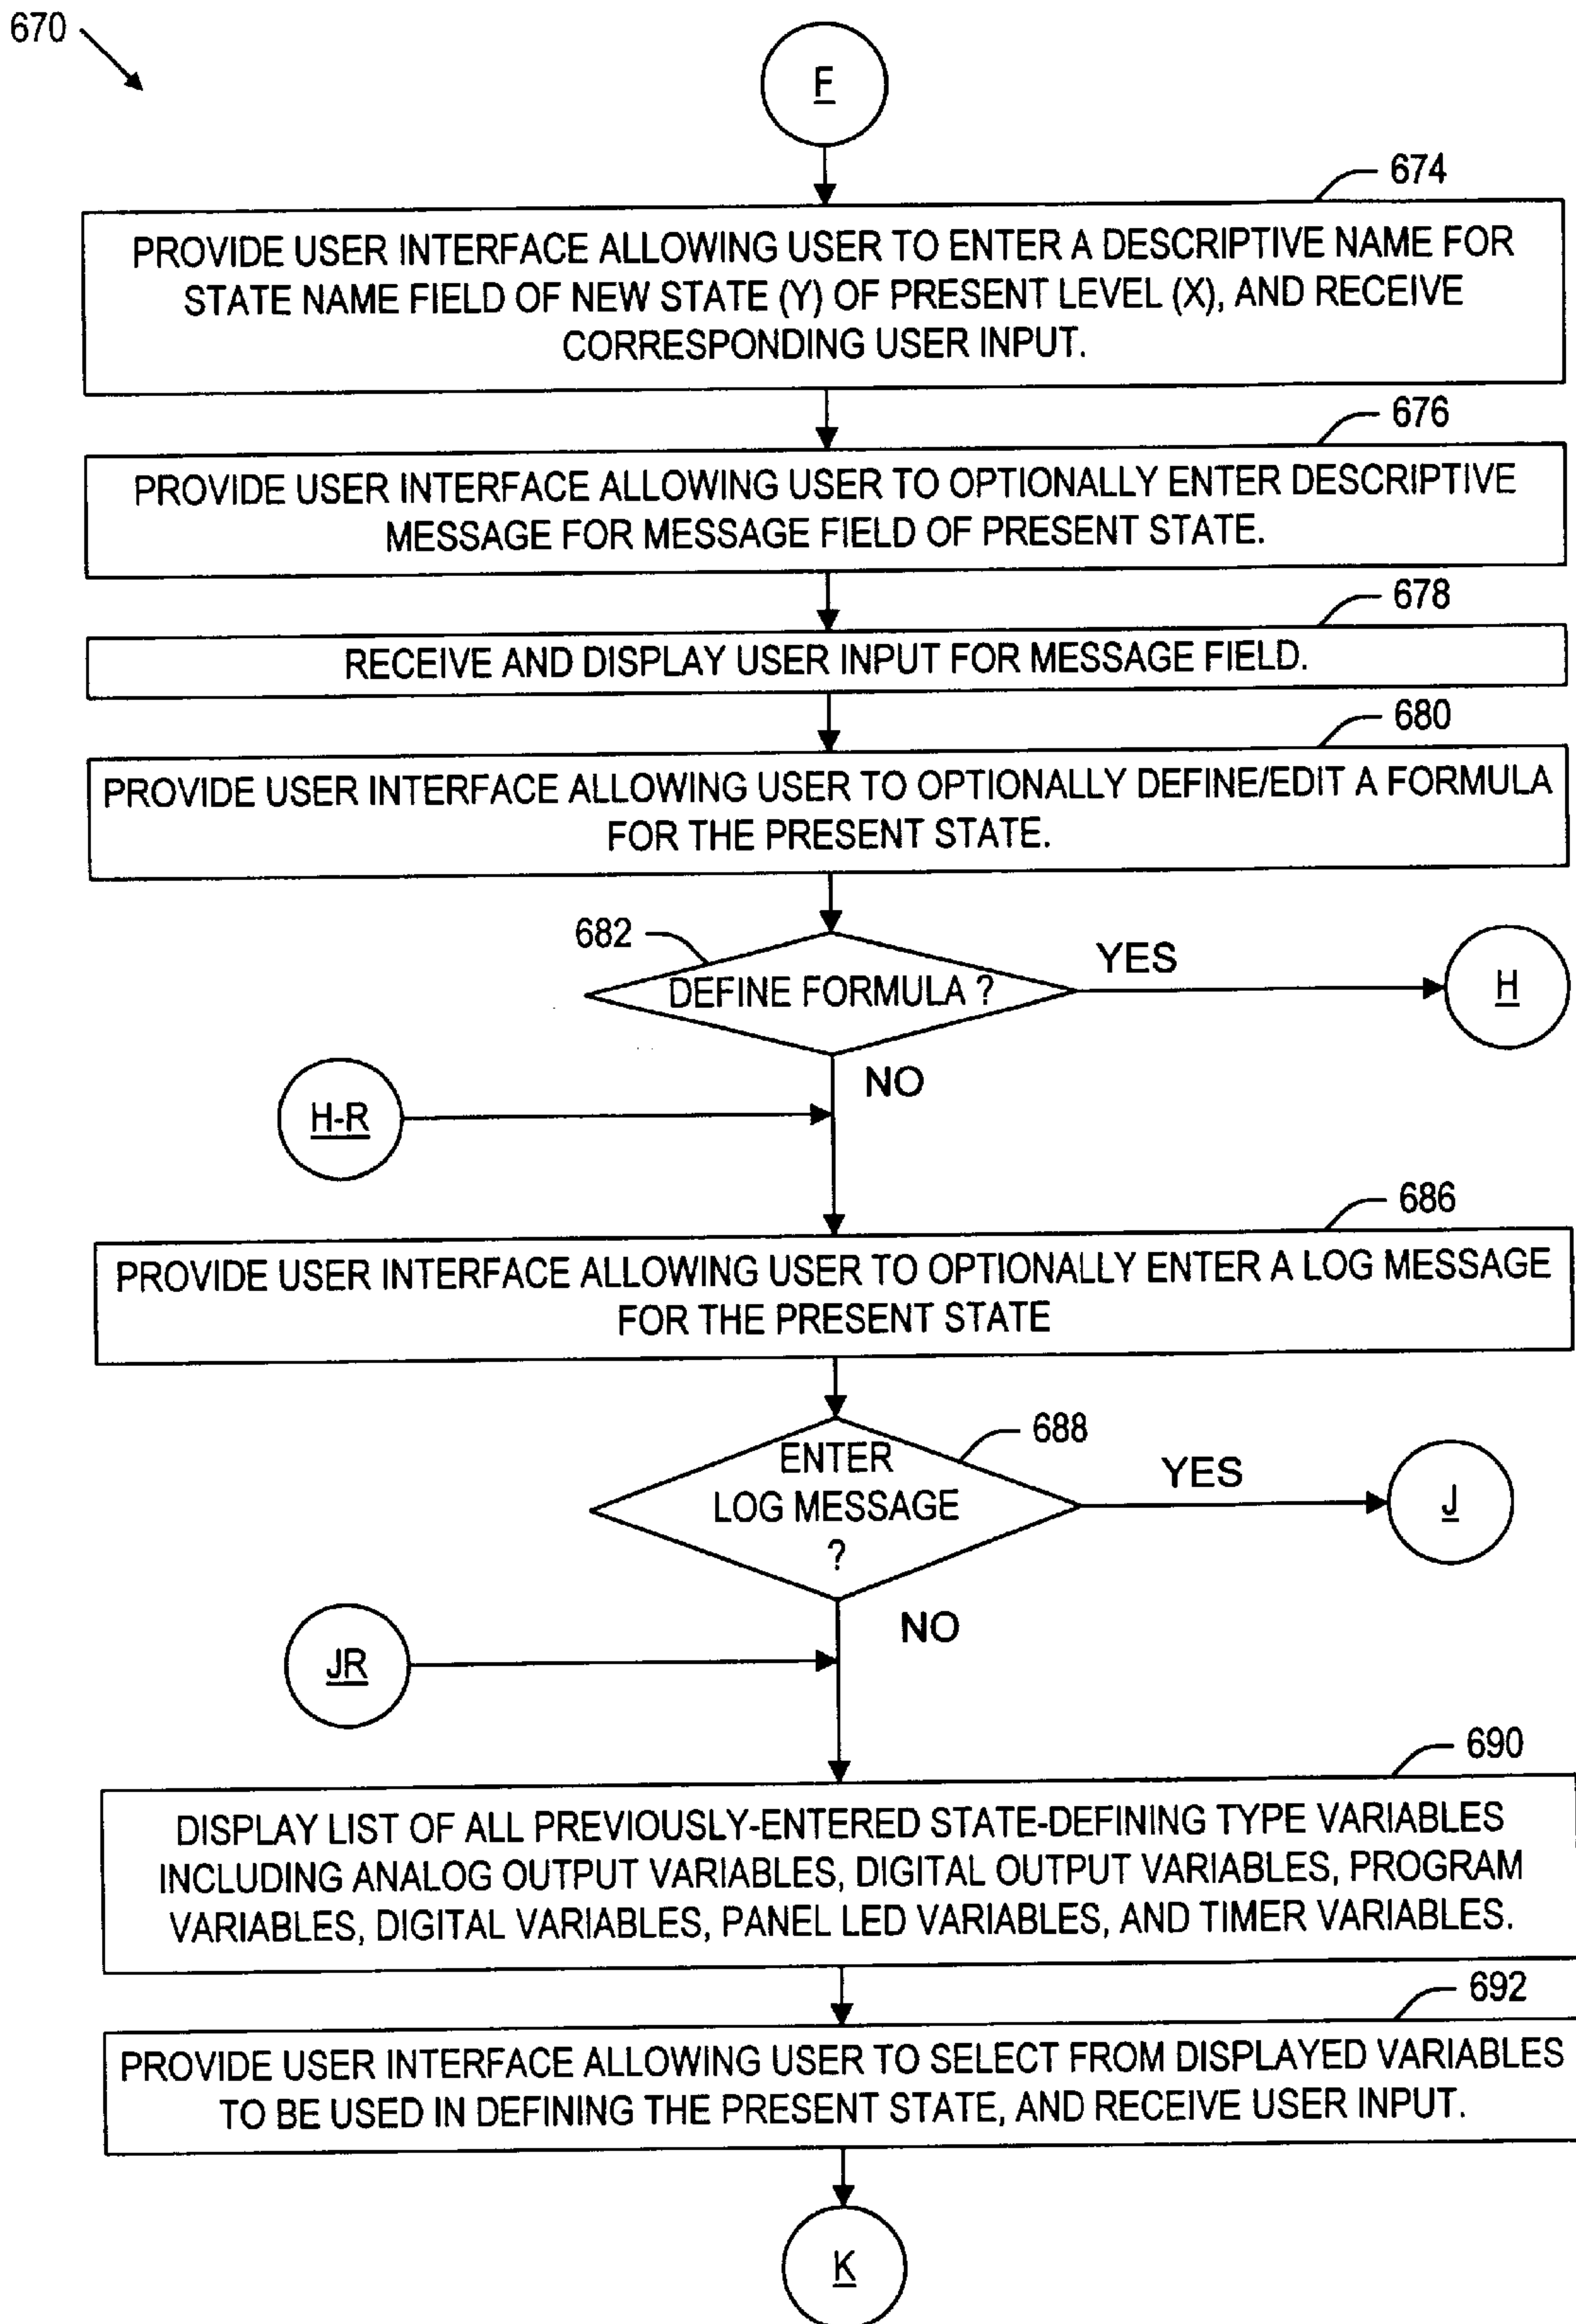 670
F
674
PROVIDE USER INTERFACE ALLOWING USER TO ENTER A DESCRIPTIVE NAME FOR
STATE NAME FIELD OF NEW STATE (Y) OF PRESENT LEVEL (X), AND RECEIVE
CORRESPONDING USER INPUT.
676
PROVIDE USER INTERFACE ALLOWING USER TO OPTIONALLY ENTER DESCRIPTIVE
MESSAGE FOR MESSAGE FIELD OF PRESENT STATE.
678
RECEIVE AND DISPLAY USER INPUT FOR MESSAGE FIELD.
680
PROVIDE USER INTERFACE ALLOWING USER TO OPTIONALLY DEFINE/EDIT A FORMULA
FOR THE PRESENT STATE.
682
DEFINE FORMULA ?
YES
H
NO
H-R
686
PROVIDE USER INTERFACE ALLOWING USER TO OPTIONALLY ENTER A LOG MESSAGE
FOR THE PRESENT STATE
688
ENTER
LOG MESSAGE
?
YES
J
NO
JR
690
DISPLAY LIST OF ALL PREVIOUSLY-ENTERED STATE-DEFINING TYPE VARIABLES
INCLUDING ANALOG OUTPUT VARIABLES, DIGITAL OUTPUT VARIABLES, PROGRAM
VARIABLES, DIGITAL VARIABLES, PANEL LED VARIABLES, AND TIMER VARIABLES.
692
PROVIDE USER INTERFACE ALLOWING USER TO SELECT FROM DISPLAYED VARIABLES
TO BE USED IN DEFINING THE PRESENT STATE, AND RECEIVE USER INPUT.
K